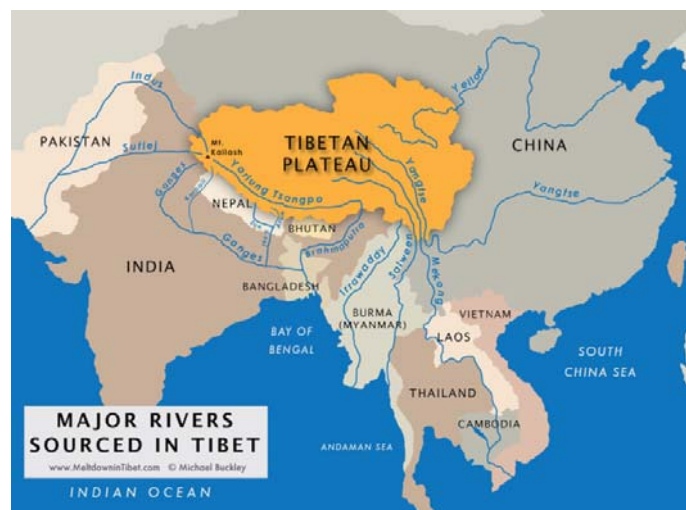 Indus
Yellow
PAKISTAN
Mt.
Kailash
TIBETAN
PLATEAU
CHINA
Sutlej
Yarlung Tsangpo
Yangtse
Yangtse
Ganges
NEPAL
BHUTAN
Ganges
Brahmaputra
INDIA
BANGLADESH
Irrawaddy
Salween
Mekong
BURMA
(MYANMAR)
VIETNAM
LAOS
BAY OF
BENGAL
SOUTH
CHINA SEA
THAILAND
CAMBODIA
ANDAMAN SEA
MAJOR RIVERS
SOURCED IN TIBET
www.MeltdowninTibet.com © Michael Buckley
INDIAN OCEAN